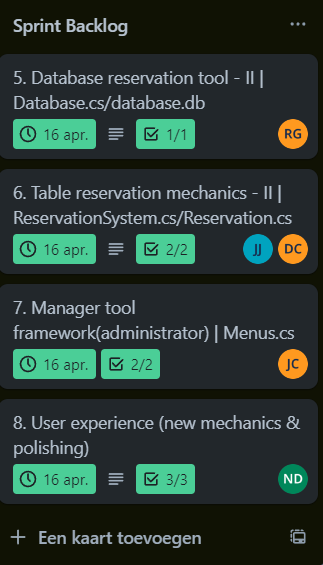 Sprint Backlog
5. Database reservation tool - II |
Database.cs/database.db
16 apr. 1/1 RG
6. Table reservation mechanics - II |
ReservationSystem.cs/Reservation.cs
16 apr. 2/2 JJ DC
7. Manager tool
framework(administrator) | Menus.cs
16 apr. 2/2 JC
8. User experience (new mechanics &
polishing)
16 apr. 3/3 ND
Een kaart toevoegen